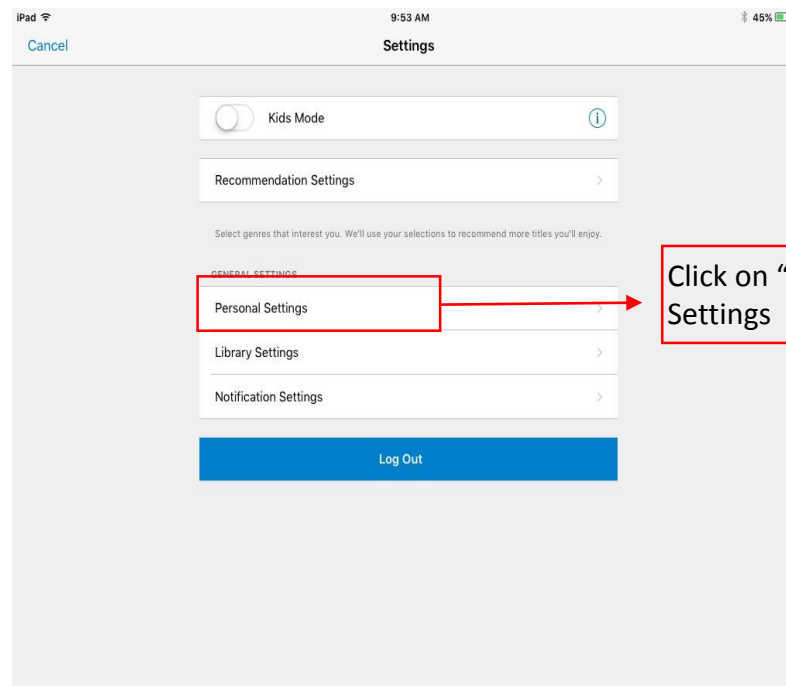 iPad 9:53 AM 45%
Cancel Settings
Kids Mode
Recommendation Settings
Select genres that interest you. We'll use your selections to recommend more titles you'll enjoy.
GENERAL SETTINGS
Personal Settings
Click on “
Settings
Library Settings
Notification Settings
Log Out